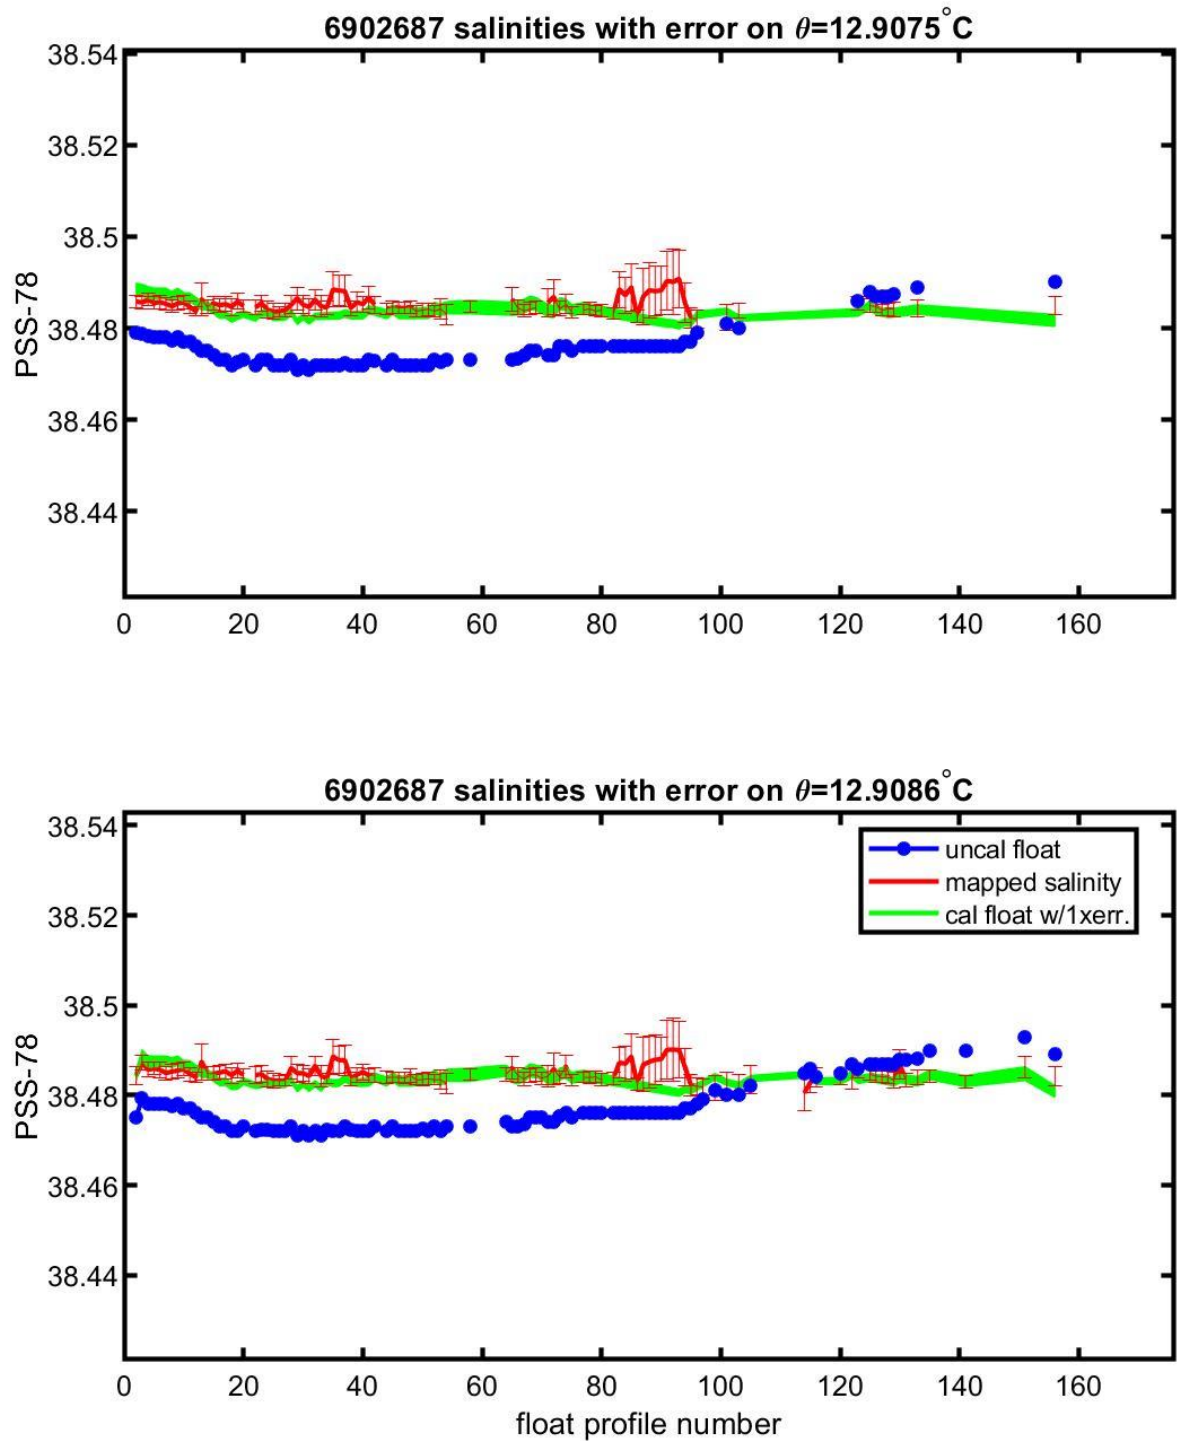 6902687 salinities with error on θ=12.9075°C
38.54
38.52
38.5
38.48
38.46
38.44
PSS-78
0 20 40 60 80 100 120 140 160
6902687 salinities with error on θ=12.9086°C
38.54
38.52
38.5
38.48
38.46
38.44
PSS-78
uncal float
mapped salinity
cal float w/1xerr.
0 20 40 60 80 100 120 140 160
float profile number